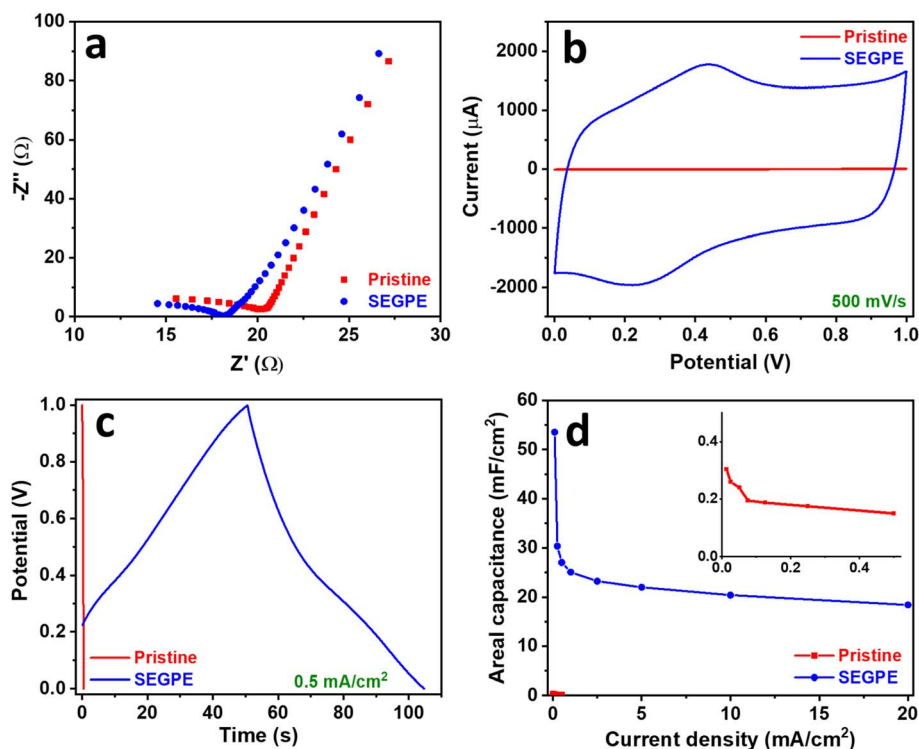 a
100
80
60
40
20
0
-Z'' (Ω)
Pristine
SEGPE
10 15 20 25 30
Z' (Ω)
b
2000
1000
0
-1000
-2000
Current (μA)
Pristine
SEGPE
500 mV/s
0.0 0.2 0.4 0.6 0.8 1.0
Potential (V)
c
1.0
0.8
0.6
0.4
0.2
0.0
Potential (V)
Pristine
SEGPE
0.5 mA/cm²
0 20 40 60 80 100
Time (s)
d
60
50
40
30
20
10
0
Areal capacitance (mF/cm²)
0.4
0.2
0.0
0.0 0.2 0.4
Pristine
SEGPE
0 5 10 15 20
Current density (mA/cm²)